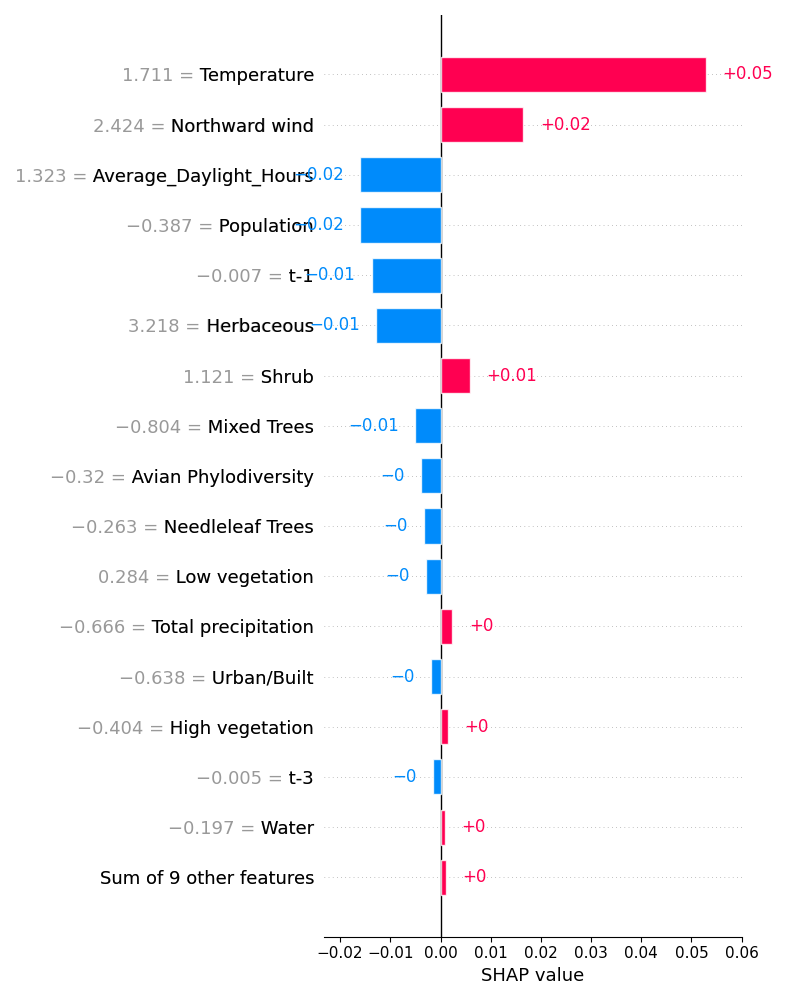 1.711 = Temperature +0.05
2.424 = Northward wind +0.02
1.323 = Average_Daylight_Hours −0.02
−0.387 = Population −0.02
−0.007 = t-1 −0.01
3.218 = Herbaceous −0.01
1.121 = Shrub +0.01
−0.804 = Mixed Trees −0.01
−0.32 = Avian Phylodiversity −0
−0.263 = Needleleaf Trees −0
0.284 = Low vegetation −0
−0.666 = Total precipitation +0
−0.638 = Urban/Built −0
−0.404 = High vegetation +0
−0.005 = t-3 −0
−0.197 = Water +0
Sum of 9 other features +0
−0.02 −0.01 0.00 0.01 0.02 0.03 0.04 0.05 0.06
SHAP value